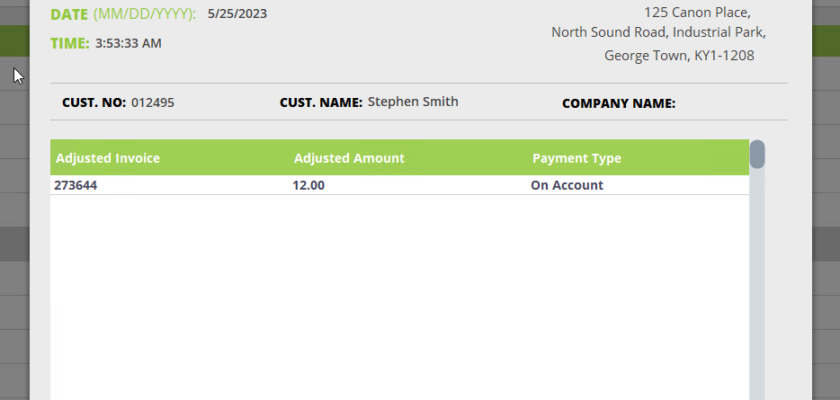 DATE (MM/DD/YYYY): 5/25/2023
TIME: 3:53:33 AM
125 Canon Place,
North Sound Road, Industrial Park,
George Town, KY1-1208
CUST. NO: 012495 CUST. NAME: Stephen Smith COMPANY NAME:
Adjusted Invoice Adjusted Amount Payment Type
273644 12.00 On Account